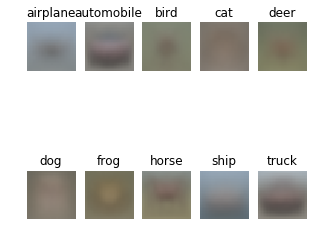 airplane automobile bird cat deer
dog frog horse ship truck